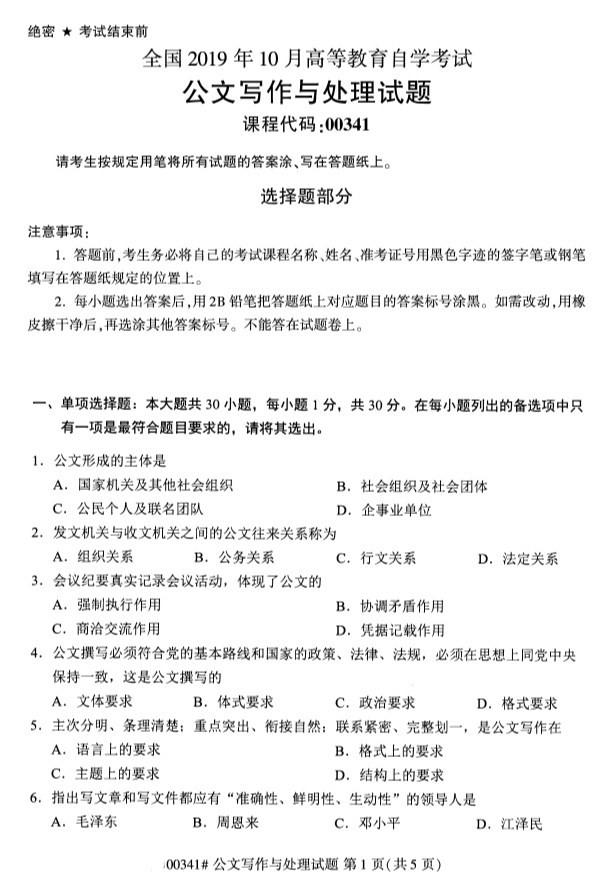 绝密 ★ 考试结束前
全国 2019 年 10 月高等教育自学考试
公文写作与处理试题
课程代码:00341
请考生按规定用笔将所有试题的答案涂、写在答题纸上。
选择题部分
注意事项:
1. 答题前,考生务必将自己的考试课程名称、姓名、准考证号用黑色字迹的签字笔或钢笔
填写在答题纸规定的位置上。
2. 每小题选出答案后,用 2B 铅笔把答题纸上对应题目的答案标号涂黑。如需改动,用橡
皮擦干净后,再选涂其他答案标号。不能答在试题卷上。
一、单项选择题：本大题共 30 小题，每小题 1 分，共 30 分。在每小题列出的备选项中只
有一项是最符合题目要求的，请将其选出。
1．公文形成的主体是
A．国家机关及其他社会组织 B．社会组织及社会团体
C．公民个人及联名团队 D．企事业单位
2．发文机关与收文机关之间的公文往来关系称为
A．组织关系 B．公务关系 C．行文关系 D．法定关系
3．会议纪要真实记录会议活动，体现了公文的
A．强制执行作用 B．协调矛盾作用
C．商洽交流作用 D．凭据记载作用
4．公文撰写必须符合党的基本路线和国家的政策、法律、法规，必须在思想上同党中央
保持一致，这是公文撰写的
A．文体要求 B．体式要求 C．政治要求 D．格式要求
5．主次分明、条理清楚；重点突出、衔接自然；联系紧密、完整划一，是公文写作在
A．语言上的要求 B．格式上的要求
C．主题上的要求 D．结构上的要求
6．指出写文章和写文件都应有“准确性、鲜明性、生动性”的领导人是
A．毛泽东 B．周恩来 C．邓小平 D．江泽民
00341# 公文写作与处理试题 第 1 页(共 5 页)